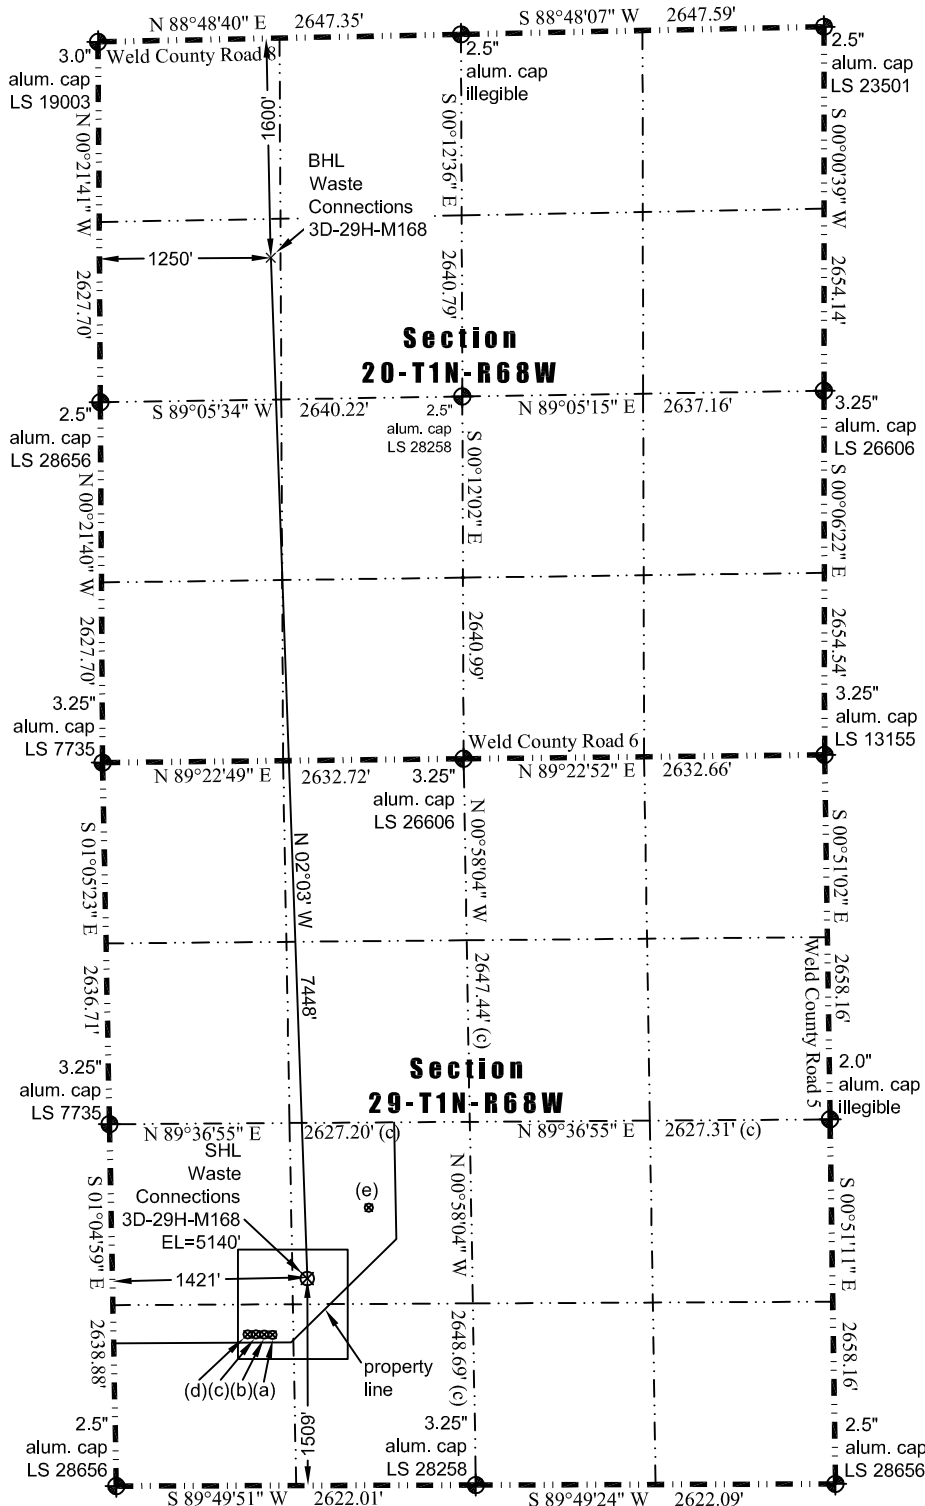 N 88°48'40" E 2647.35'
S 88°48'07" W 2647.59'
Weld County Road 8
3.0"
alum. cap
LS 19003
2.5"
alum. cap
illegible
2.5"
alum. cap
LS 23501
N 00°21'41" W
2627.70'
1600'
S 00°12'36" E
2640.79'
S 00°00'39" W
2654.14'
BHL
Waste
Connections
3D-29H-M168
1250'
Section
20-T1N-R68W
S 89°05'34" W 2640.22'
N 89°05'15" E 2637.16'
2.5"
alum. cap
LS 28656
2.5"
alum. cap
LS 28258
3.25"
alum. cap
LS 26606
N 00°21'40" W
2627.70'
S 00°12'02" E
2640.99'
S 00°06'22" E
2654.54'
3.25"
alum. cap
LS 7735
Weld County Road 6
3.25"
alum. cap
LS 13155
N 89°22'49" E 2632.72'
N 89°22'52" E 2632.66'
3.25"
alum. cap
LS 26606
S 01°05'23" E
2636.71'
N 02°03' W
7448'
N 00°58'04" W
2647.44' (c)
S 00°51'02" E
2658.16'
Weld County Road 5
Section
29-T1N-R68W
3.25"
alum. cap
LS 7735
2.0"
alum. cap
illegible
N 89°36'55" E 2627.20' (c)
N 89°36'55" E 2627.31' (c)
SHL
Waste
Connections
3D-29H-M168
EL=5140'
(e)
S 01°04'59" E
2638.88'
1421'
N 00°58'04" W
2648.69' (c)
S 00°51'11" E
2658.16'
(d)(c)(b)(a)
property
line
1509'
2.5"
alum. cap
LS 28656
3.25"
alum. cap
LS 28258
2.5"
alum. cap
LS 28656
S 89°49'51" W 2622.01'
S 89°49'24" W 2622.09'